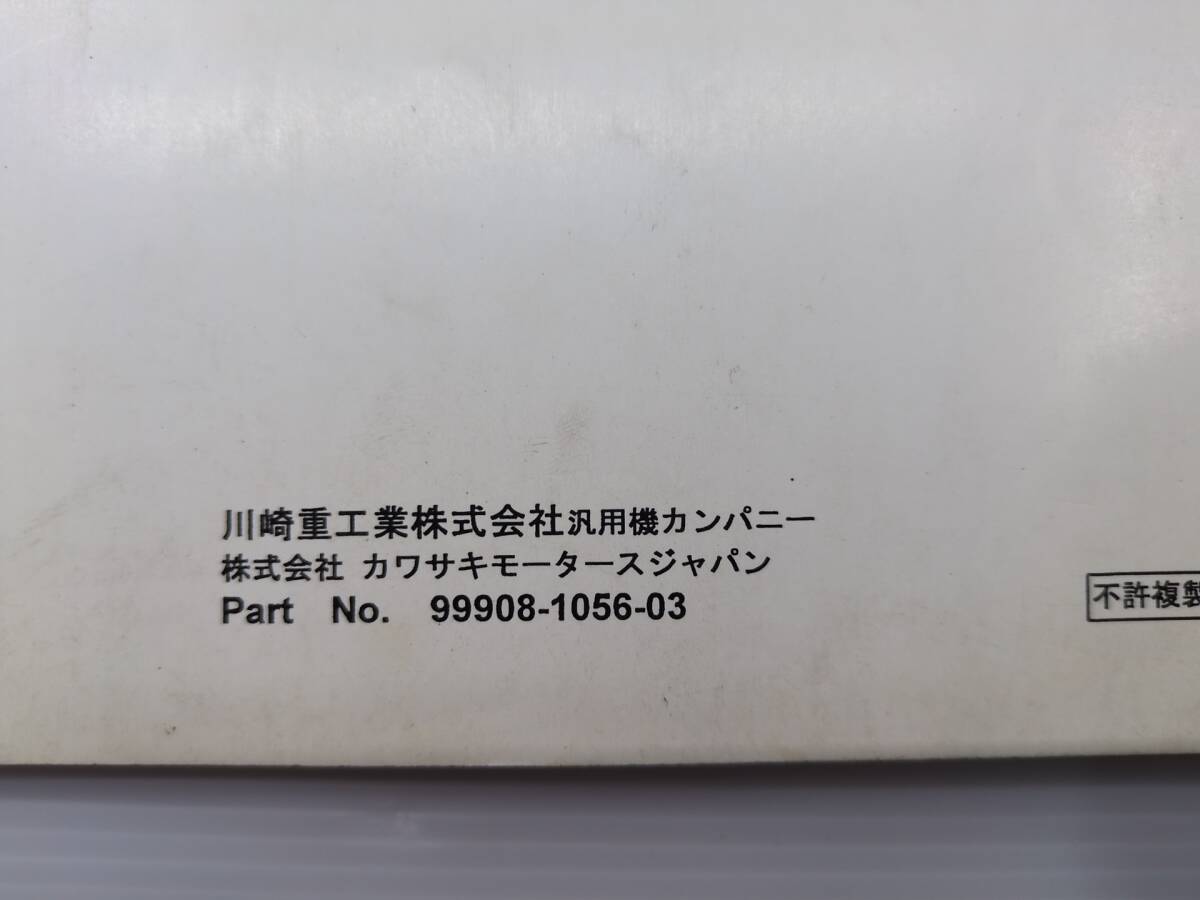 川崎重工業株式会社汎用機カンパニー
株式会社 カワサキモータースジャパン
Part No. 99908-1056-03
不許複製